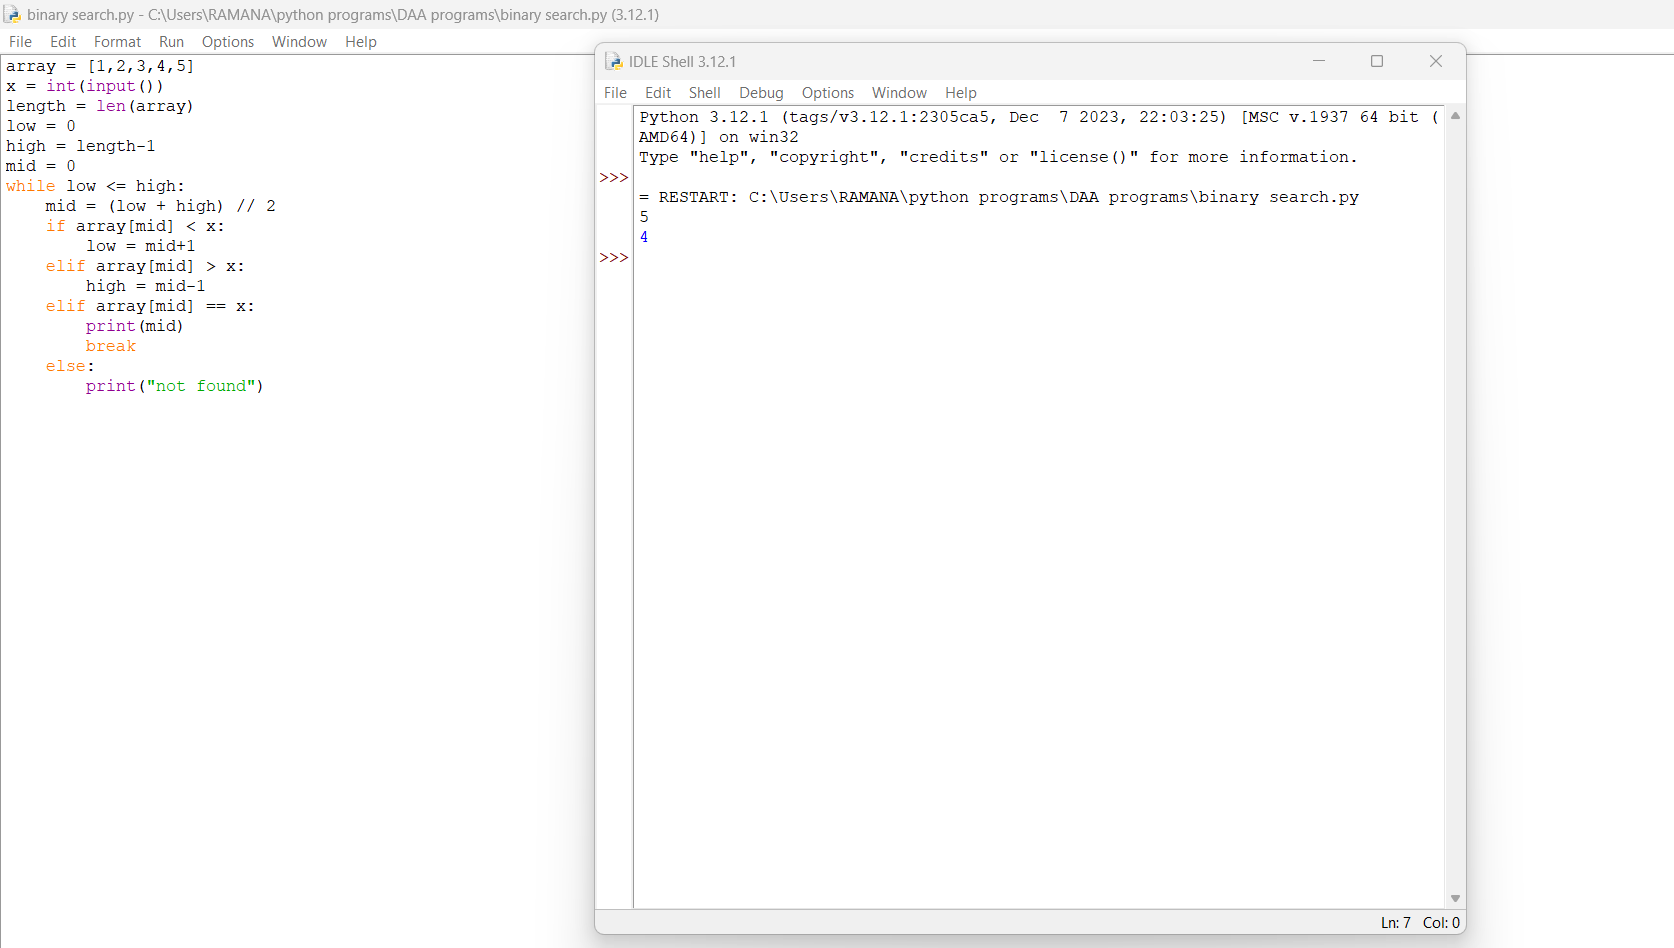 binary search.py - C:\Users\RAMANA\python programs\DAA programs\binary search.py (3.12.1)
File Edit Format Run Options Window Help
array = [1,2,3,4,5]
x = int(input())
length = len(array)
low = 0
high = length-1
mid = 0
while low <= high:
    mid = (low + high) // 2
    if array[mid] < x:
        low = mid+1
    elif array[mid] > x:
        high = mid-1
    elif array[mid] == x:
        print(mid)
        break
    else:
        print("not found")
IDLE Shell 3.12.1
File Edit Shell Debug Options Window Help
Python 3.12.1 (tags/v3.12.1:2305ca5, Dec  7 2023, 22:03:25) [MSC v.1937 64 bit (
AMD64)] on win32
Type "help", "copyright", "credits" or "license()" for more information.
>>>
= RESTART: C:\Users\RAMANA\python programs\DAA programs\binary search.py
5
4
>>>
Ln: 7 Col: 0